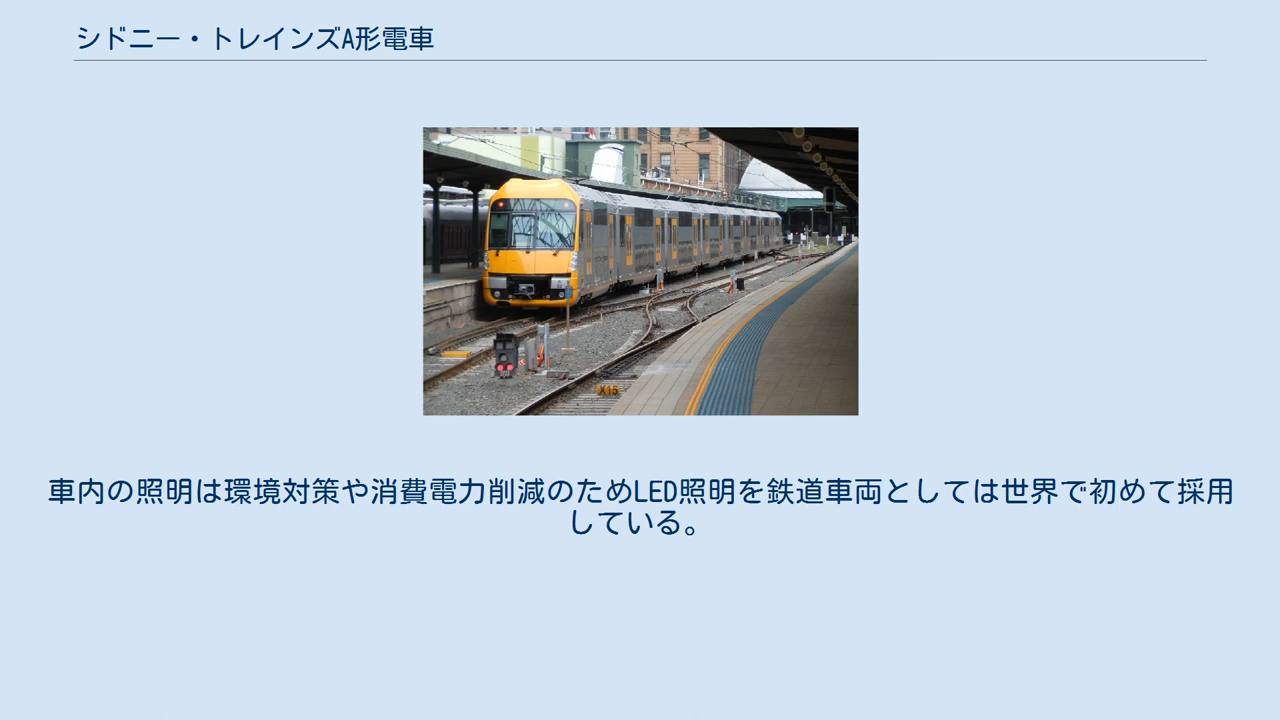 シドニー・トレインズA形電車
X15
車内の照明は環境対策や消費電力削減のためLED照明を鉄道車両としては世界で初めて採用
している。